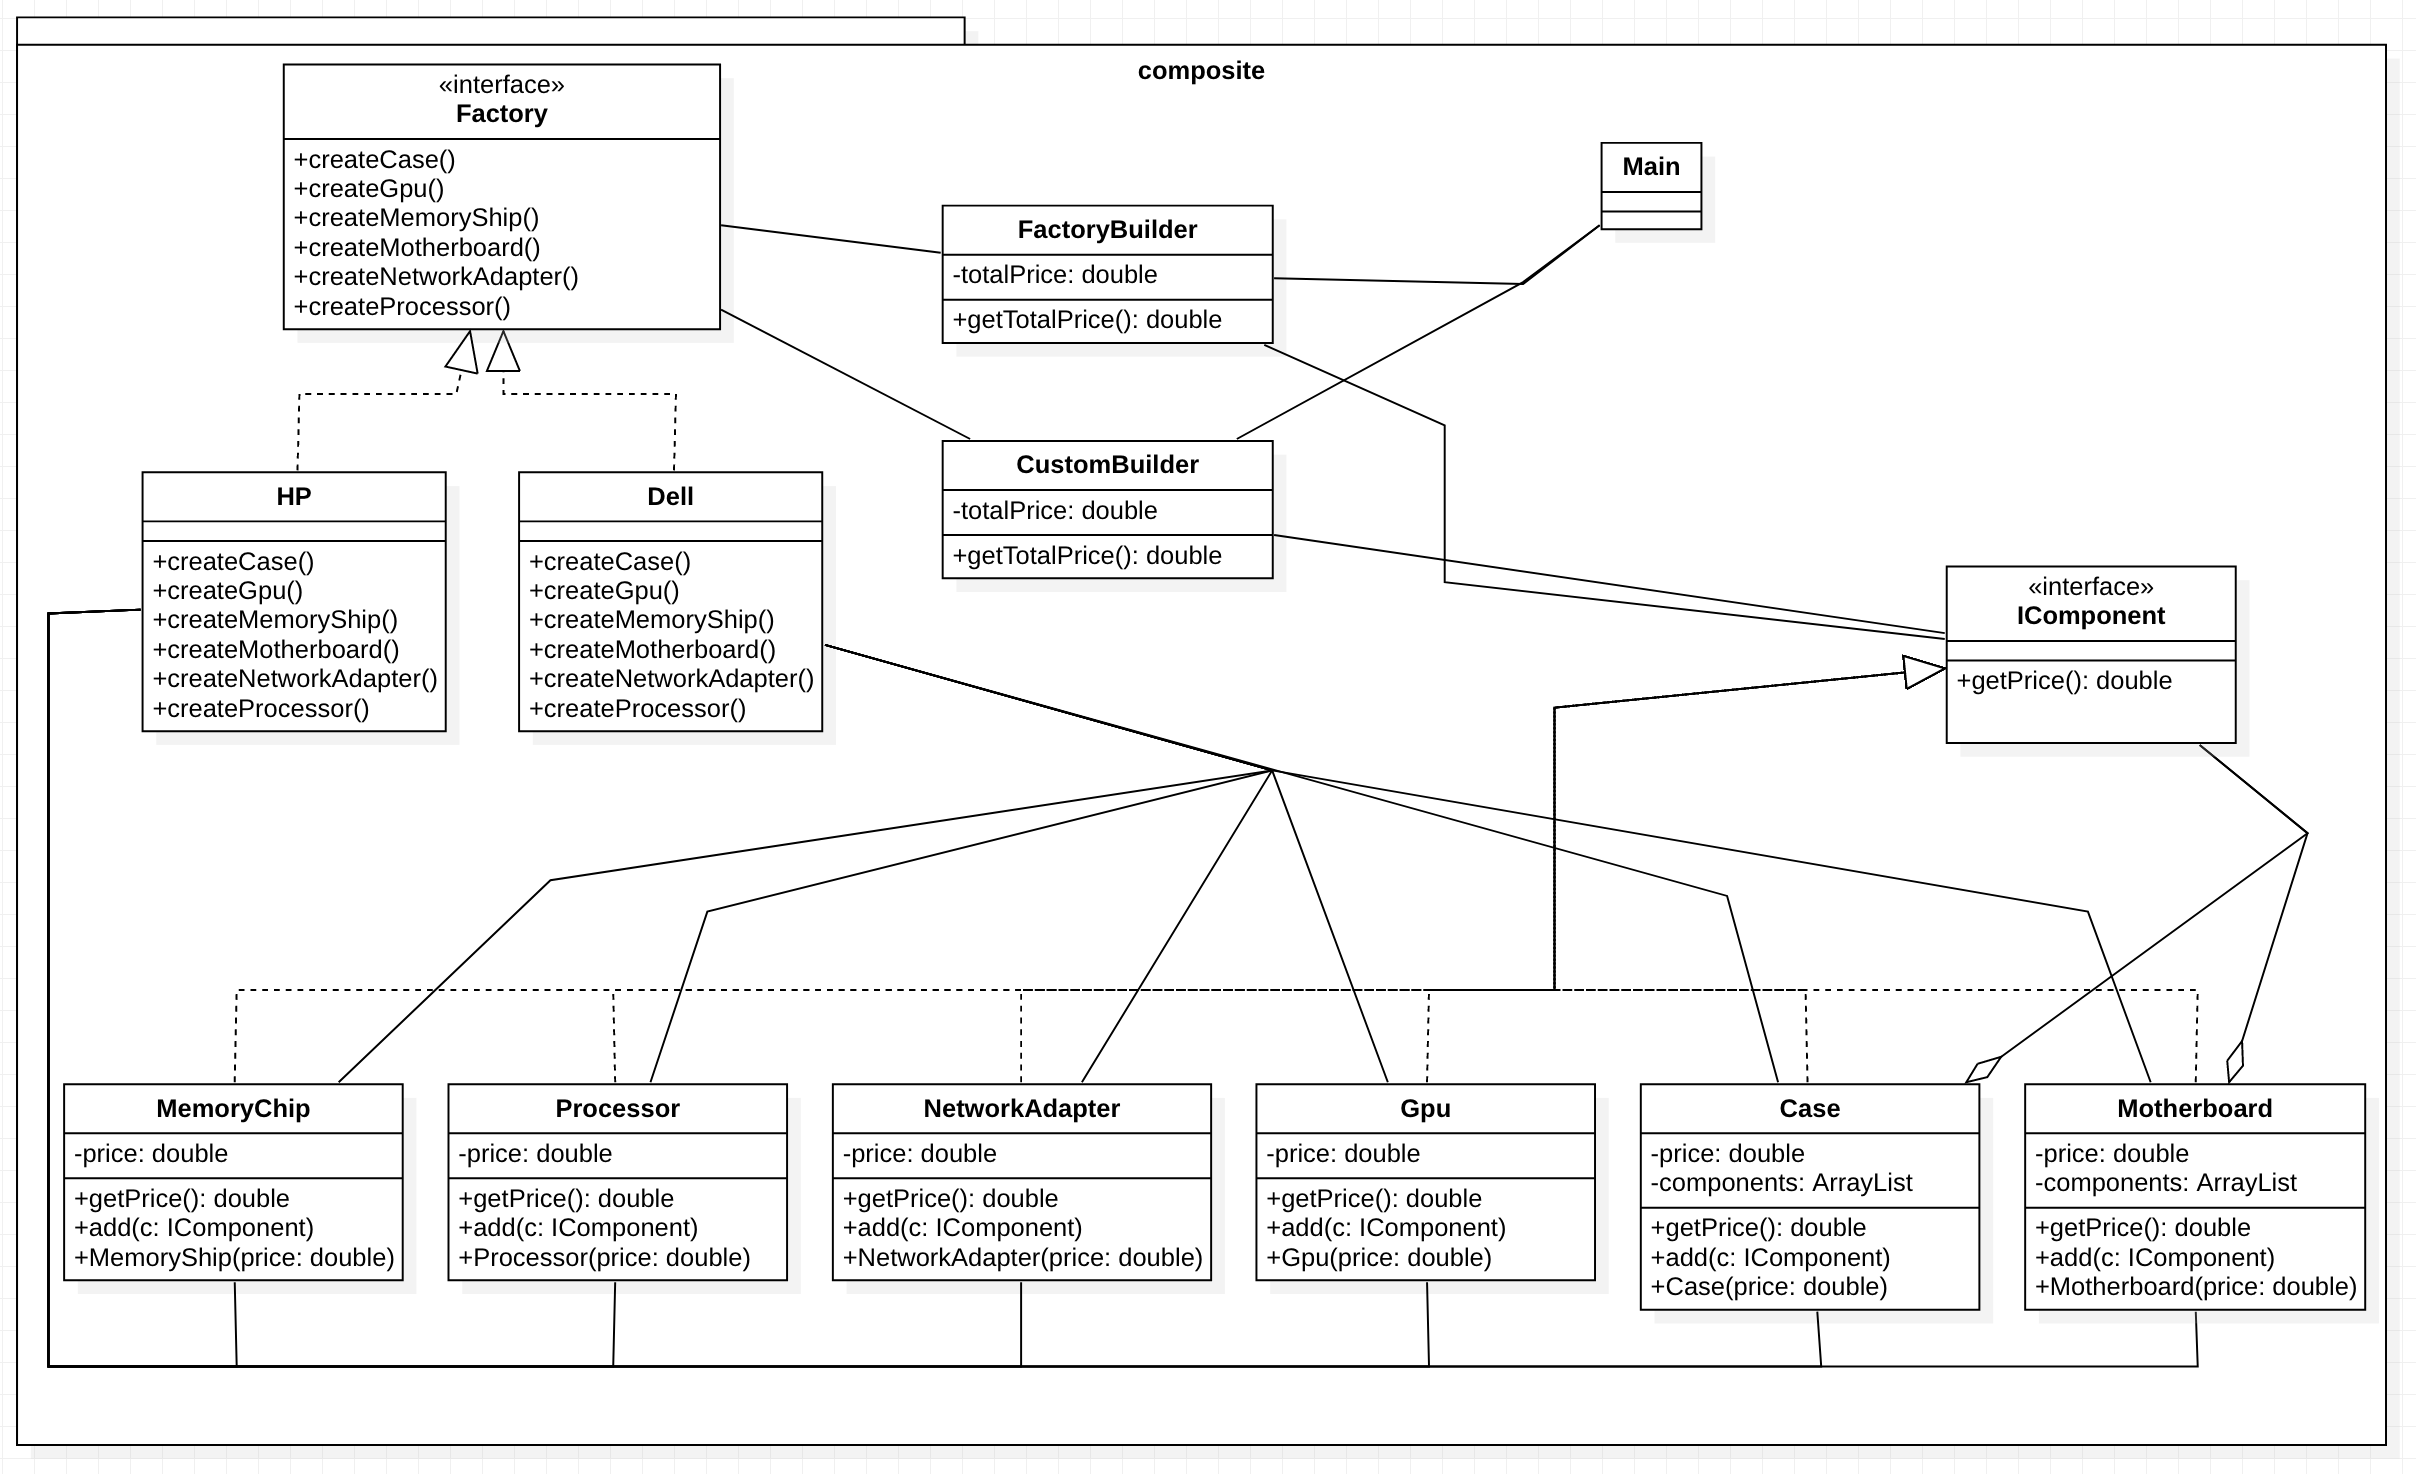 composite
«interface»
Factory
+createCase()
+createGpu()
+createMemoryShip()
+createMotherboard()
+createNetworkAdapter()
+createProcessor()
Main
FactoryBuilder
-totalPrice: double
+getTotalPrice(): double
CustomBuilder
-totalPrice: double
+getTotalPrice(): double
HP
+createCase()
+createGpu()
+createMemoryShip()
+createMotherboard()
+createNetworkAdapter()
+createProcessor()
Dell
+createCase()
+createGpu()
+createMemoryShip()
+createMotherboard()
+createNetworkAdapter()
+createProcessor()
«interface»
IComponent
+getPrice(): double
MemoryChip
-price: double
+getPrice(): double
+add(c: IComponent)
+MemoryShip(price: double)
Processor
-price: double
+getPrice(): double
+add(c: IComponent)
+Processor(price: double)
NetworkAdapter
-price: double
+getPrice(): double
+add(c: IComponent)
+NetworkAdapter(price: double)
Gpu
-price: double
+getPrice(): double
+add(c: IComponent)
+Gpu(price: double)
Case
-price: double
-components: ArrayList
+getPrice(): double
+add(c: IComponent)
+Case(price: double)
Motherboard
-price: double
-components: ArrayList
+getPrice(): double
+add(c: IComponent)
+Motherboard(price: double)